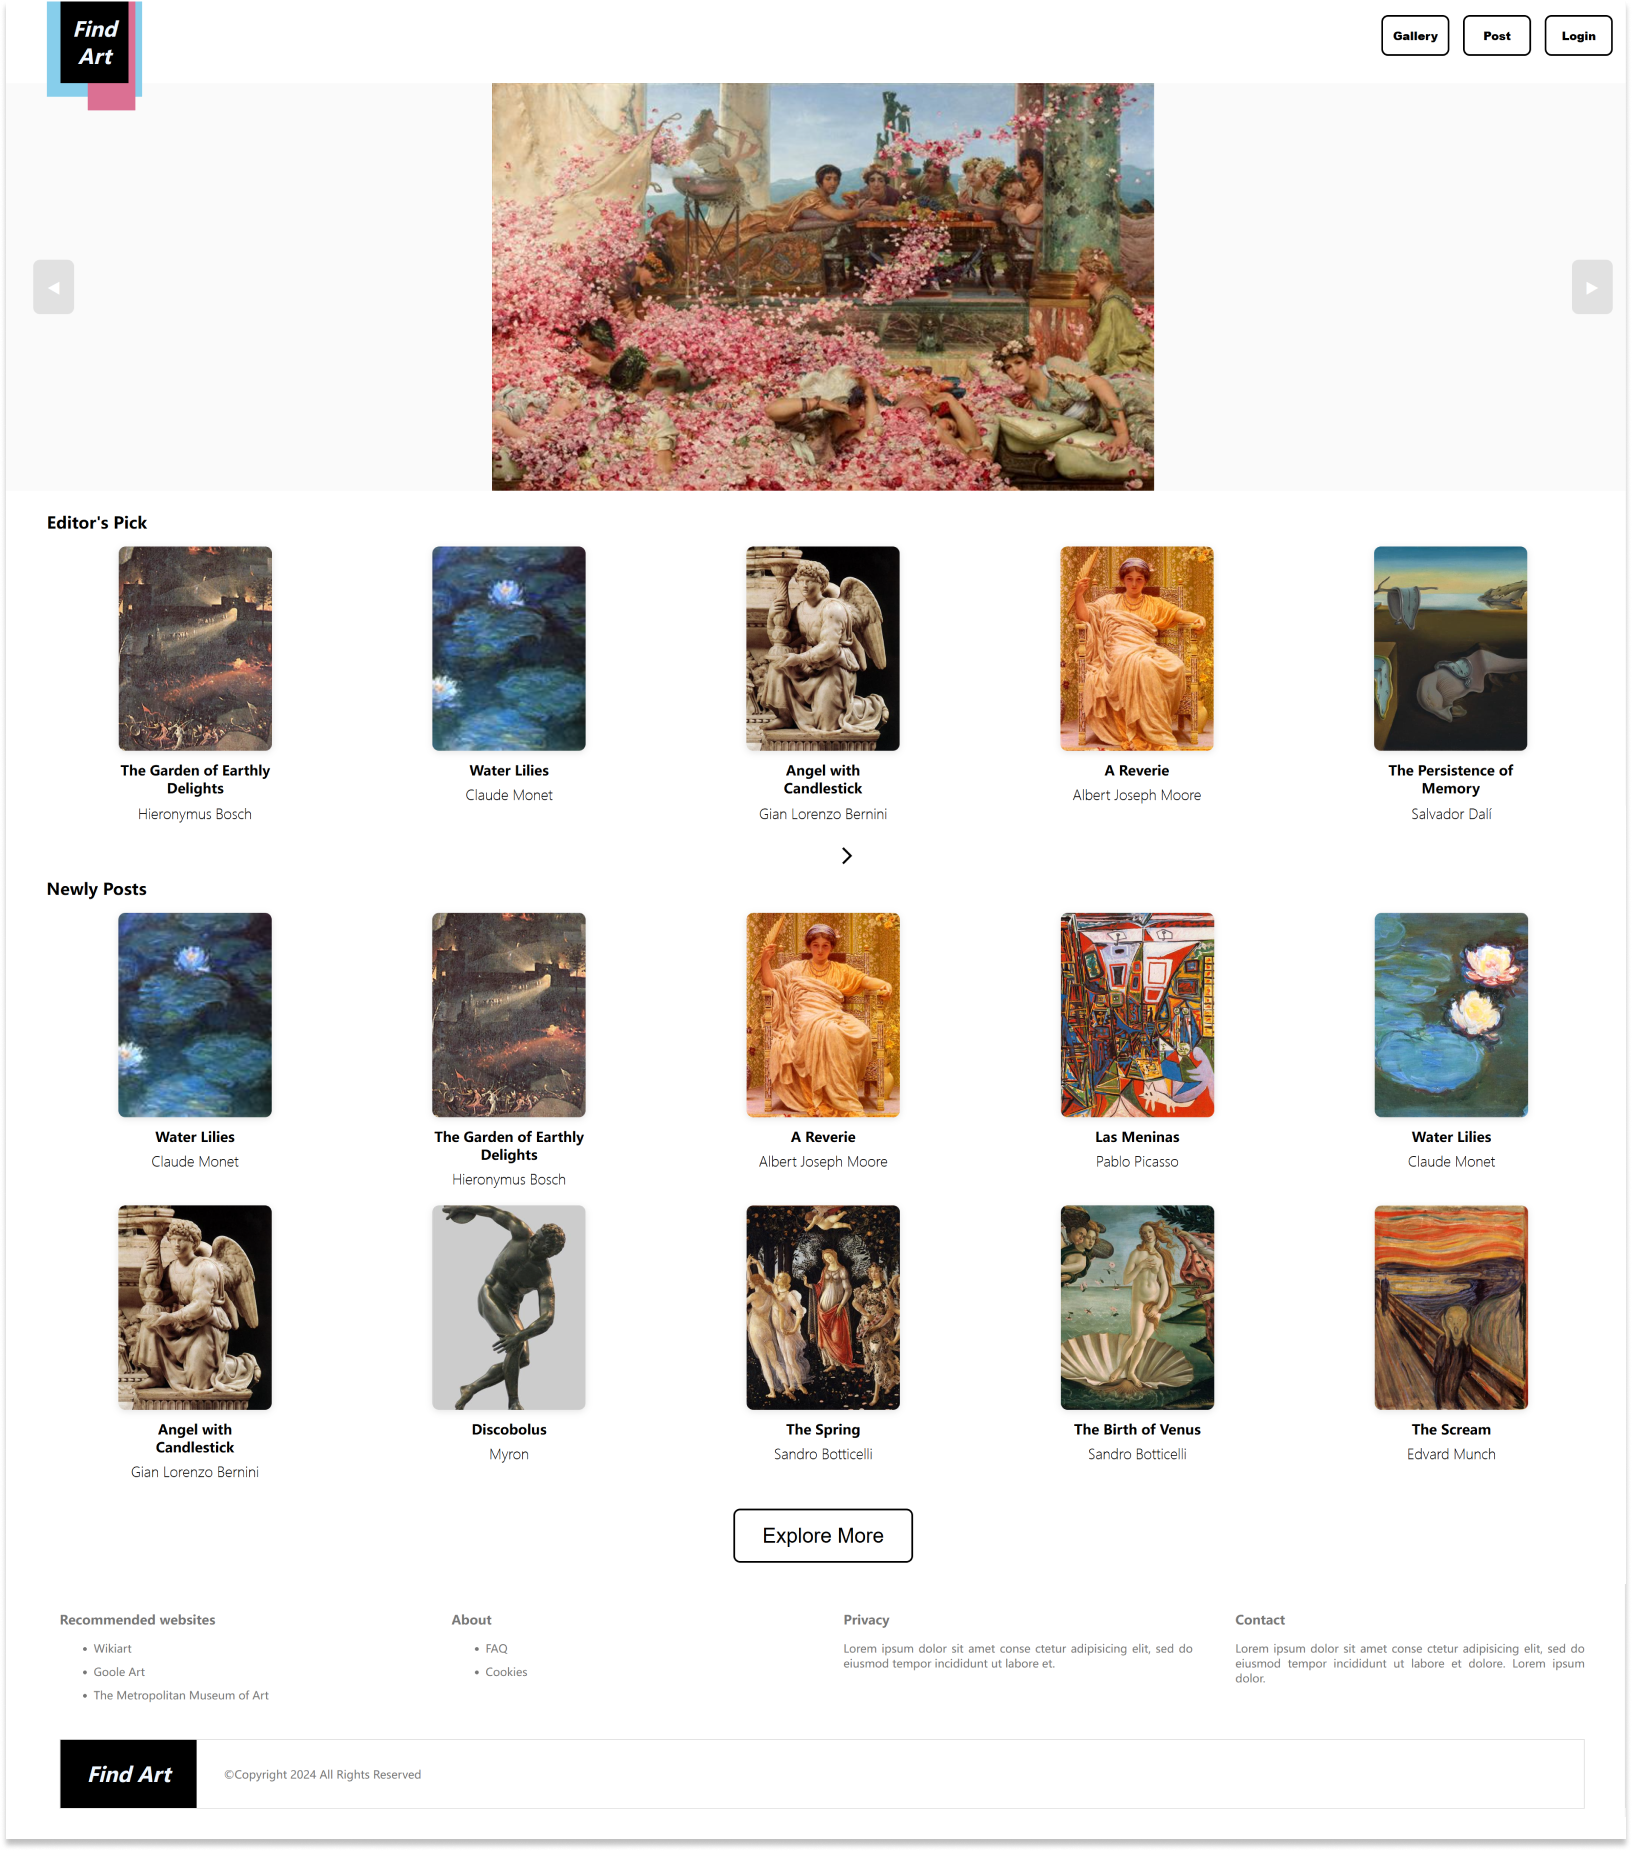 Find
Art
Gallery
Post
Login
Editor's Pick
The Garden of Earthly
Delights
Hieronymus Bosch
Water Lilies
Claude Monet
Angel with
Candlestick
Gian Lorenzo Bernini
A Reverie
Albert Joseph Moore
The Persistence of
Memory
Salvador Dalí
Newly Posts
Water Lilies
Claude Monet
The Garden of Earthly
Delights
Hieronymus Bosch
A Reverie
Albert Joseph Moore
Las Meninas
Pablo Picasso
Water Lilies
Claude Monet
Angel with
Candlestick
Gian Lorenzo Bernini
Discobolus
Myron
The Spring
Sandro Botticelli
The Birth of Venus
Sandro Botticelli
The Scream
Edvard Munch
Explore More
Recommended websites
• Wikiart
• Goole Art
• The Metropolitan Museum of Art
About
• FAQ
• Cookies
Privacy
Lorem ipsum dolor sit amet conse ctetur adipisicing elit, sed do
eiusmod tempor incididunt ut labore et.
Contact
Lorem ipsum dolor sit amet conse ctetur adipisicing elit, sed do
eiusmod tempor incididunt ut labore et dolore. Lorem ipsum
dolor.
Find Art
©Copyright 2024 All Rights Reserved